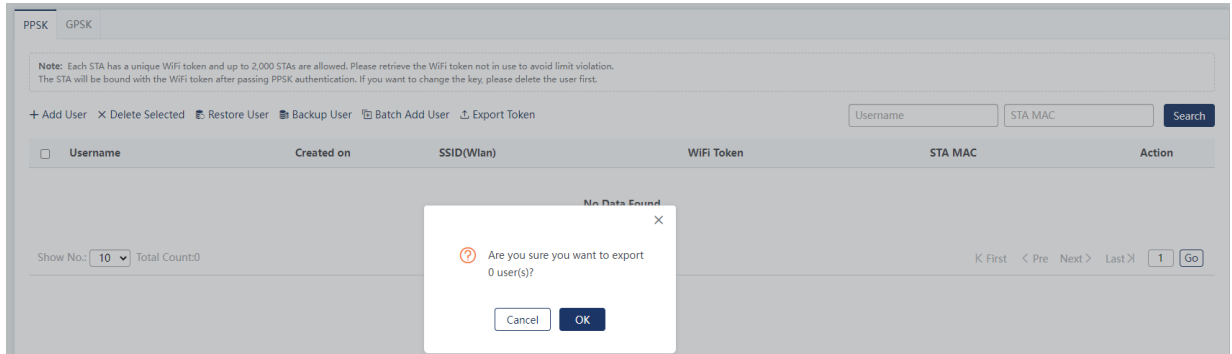 PPSK GPSK
Note: Each STA has a unique WiFi token and up to 2,000 STAs are allowed. Please retrieve the WiFi token not in use to avoid limit violation.
The STA will be bound with the WiFi token after passing PPSK authentication. If you want to change the key, please delete the user first.
+ Add User X Delete Selected Restore User Backup User Batch Add User Export Token Username STA MAC Search
Username Created on SSID(Wlan) WiFi Token STA MAC Action
No Data Found
Are you sure you want to export
0 user(s)?
Show No.: 10 Total Count:0 First Pre Next Last 1 Go
Cancel OK